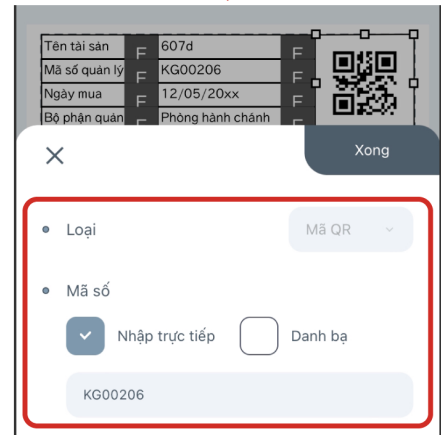 Tên tài sản F 607d F
Mã số quản lý F KG00206
Ngày mua F 12/05/20xx F
Bộ phận quản F Phòng hành chánh F
Xong
Loại Mã QR
Mã số
Nhập trực tiếp Danh bạ
KG00206